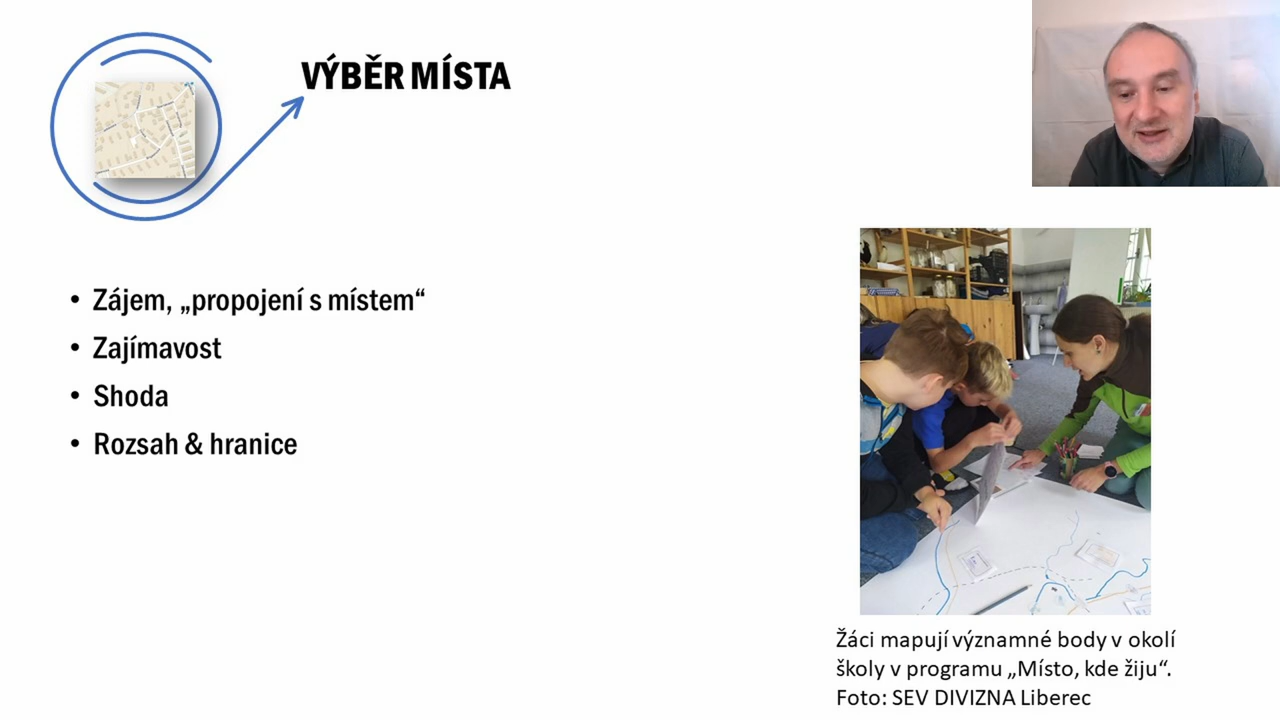 VÝBĚR MÍSTA
• Zájem, „propojení s místem“
• Zajímavost
• Shoda
• Rozsah & hranice
Žáci mapují významné body v okolí
školy v programu „Místo, kde žiju“.
Foto: SEV DIVIZNA Liberec